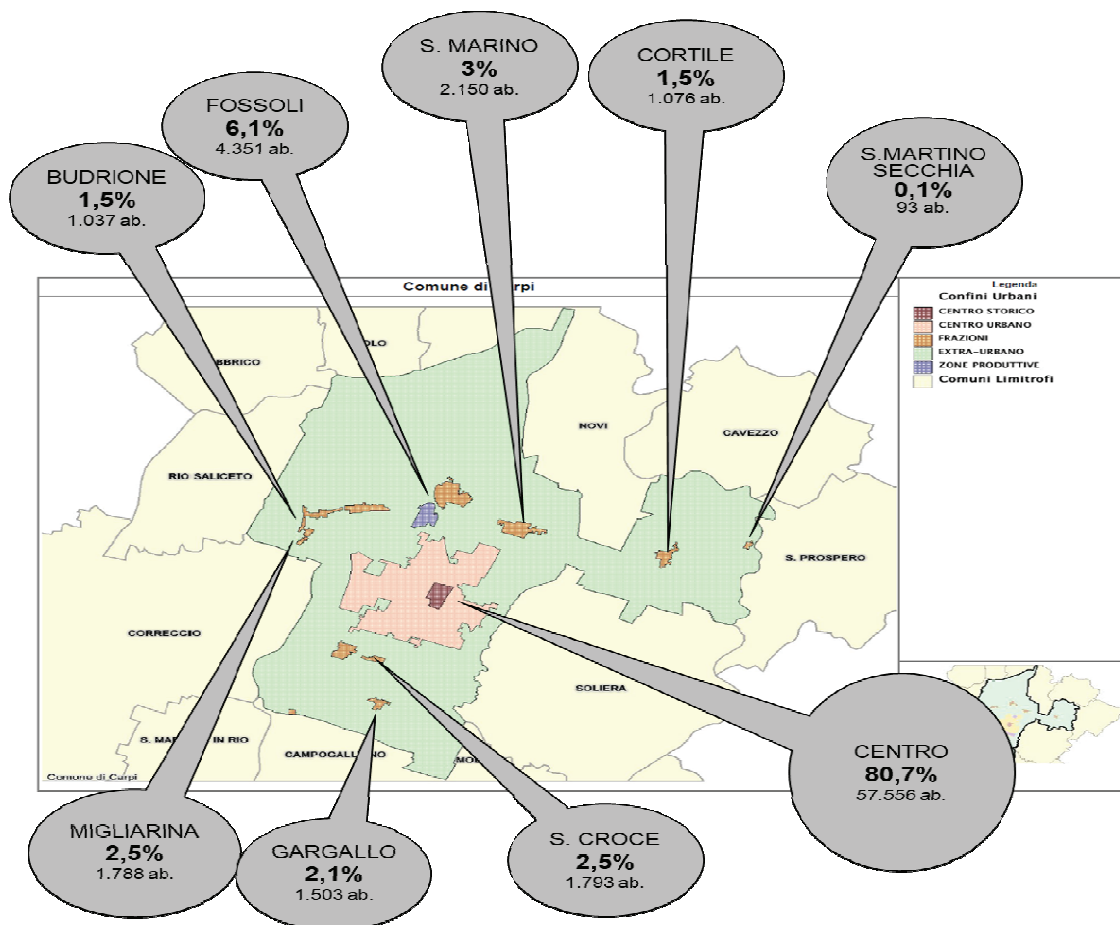 S. MARINO
3%
2.150 ab.
CORTILE
1,5%
1.076 ab.
FOSSOLI
6,1%
4.351 ab.
S.MARTINO
SECCHIA
0,1%
93 ab.
BUDRIONE
1,5%
1.037 ab.
Comune di Carpi
Legenda
Confini Urbani
CENTRO STORICO
CENTRO URBANO
FRAZIONI
EXTRA-URBANO
ZONE PRODUTTIVE
Comuni Limitrofi
NOVI
CAVEZZO
RIO SALICETO
S. PROSPERO
CORREGGIO
SOLIERA
Comune di Carpi
CENTRO
80,7%
57.556 ab.
MIGLIARINA
2,5%
1.788 ab.
GARGALLO
2,1%
1.503 ab.
S. CROCE
2,5%
1.793 ab.